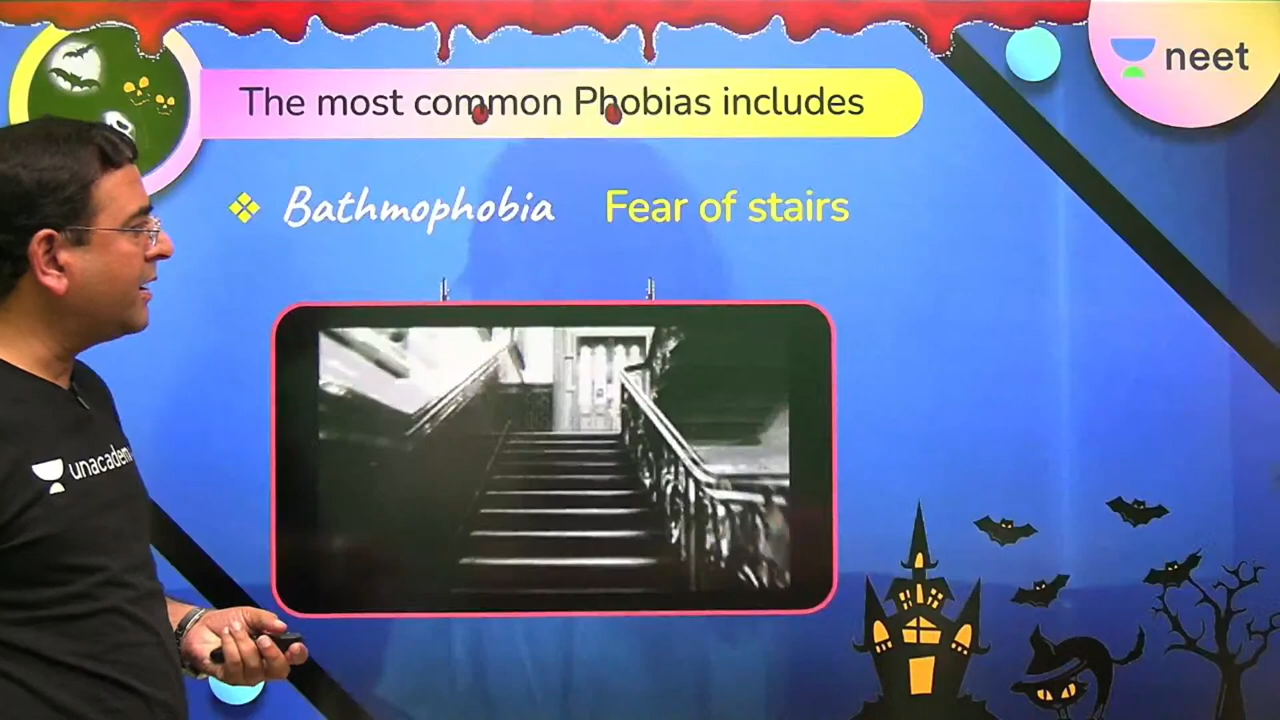 neet
The most common Phobias includes
Bathmophobia Fear of stairs
unacadem